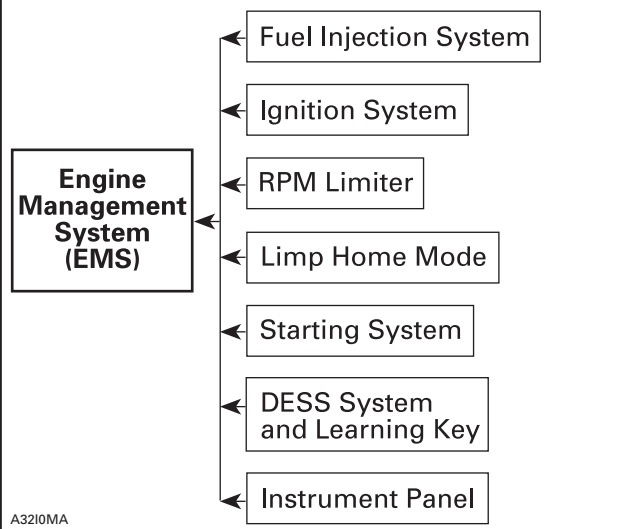 Fuel Injection System
Ignition System
RPM Limiter
Engine
Management
System
(EMS)
Limp Home Mode
Starting System
DESS System
and Learning Key
Instrument Panel
A32I0MA